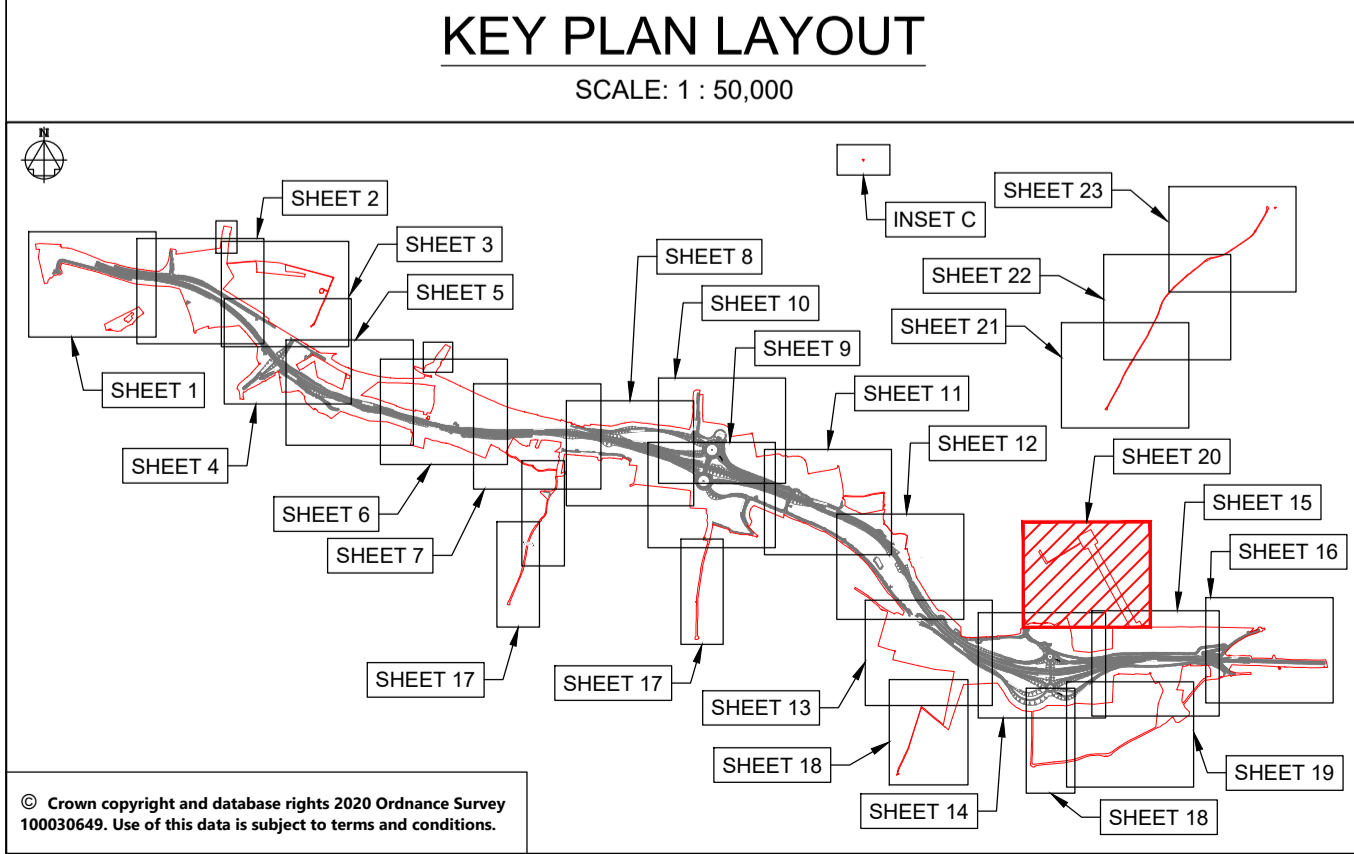 KEY PLAN LAYOUT
SCALE: 1 : 50,000
N
SHEET 2
SHEET 23
INSET C
SHEET 3
SHEET 8
SHEET 22
SHEET 5
SHEET 10
SHEET 21
SHEET 9
SHEET 1
SHEET 11
SHEET 12
SHEET 4
SHEET 20
SHEET 15
SHEET 6
SHEET 7
SHEET 16
SHEET 17
SHEET 17
SHEET 13
SHEET 18
SHEET 19
SHEET 14
SHEET 18
© Crown copyright and database rights 2020 Ordnance Survey
100030649. Use of this data is subject to terms and conditions.